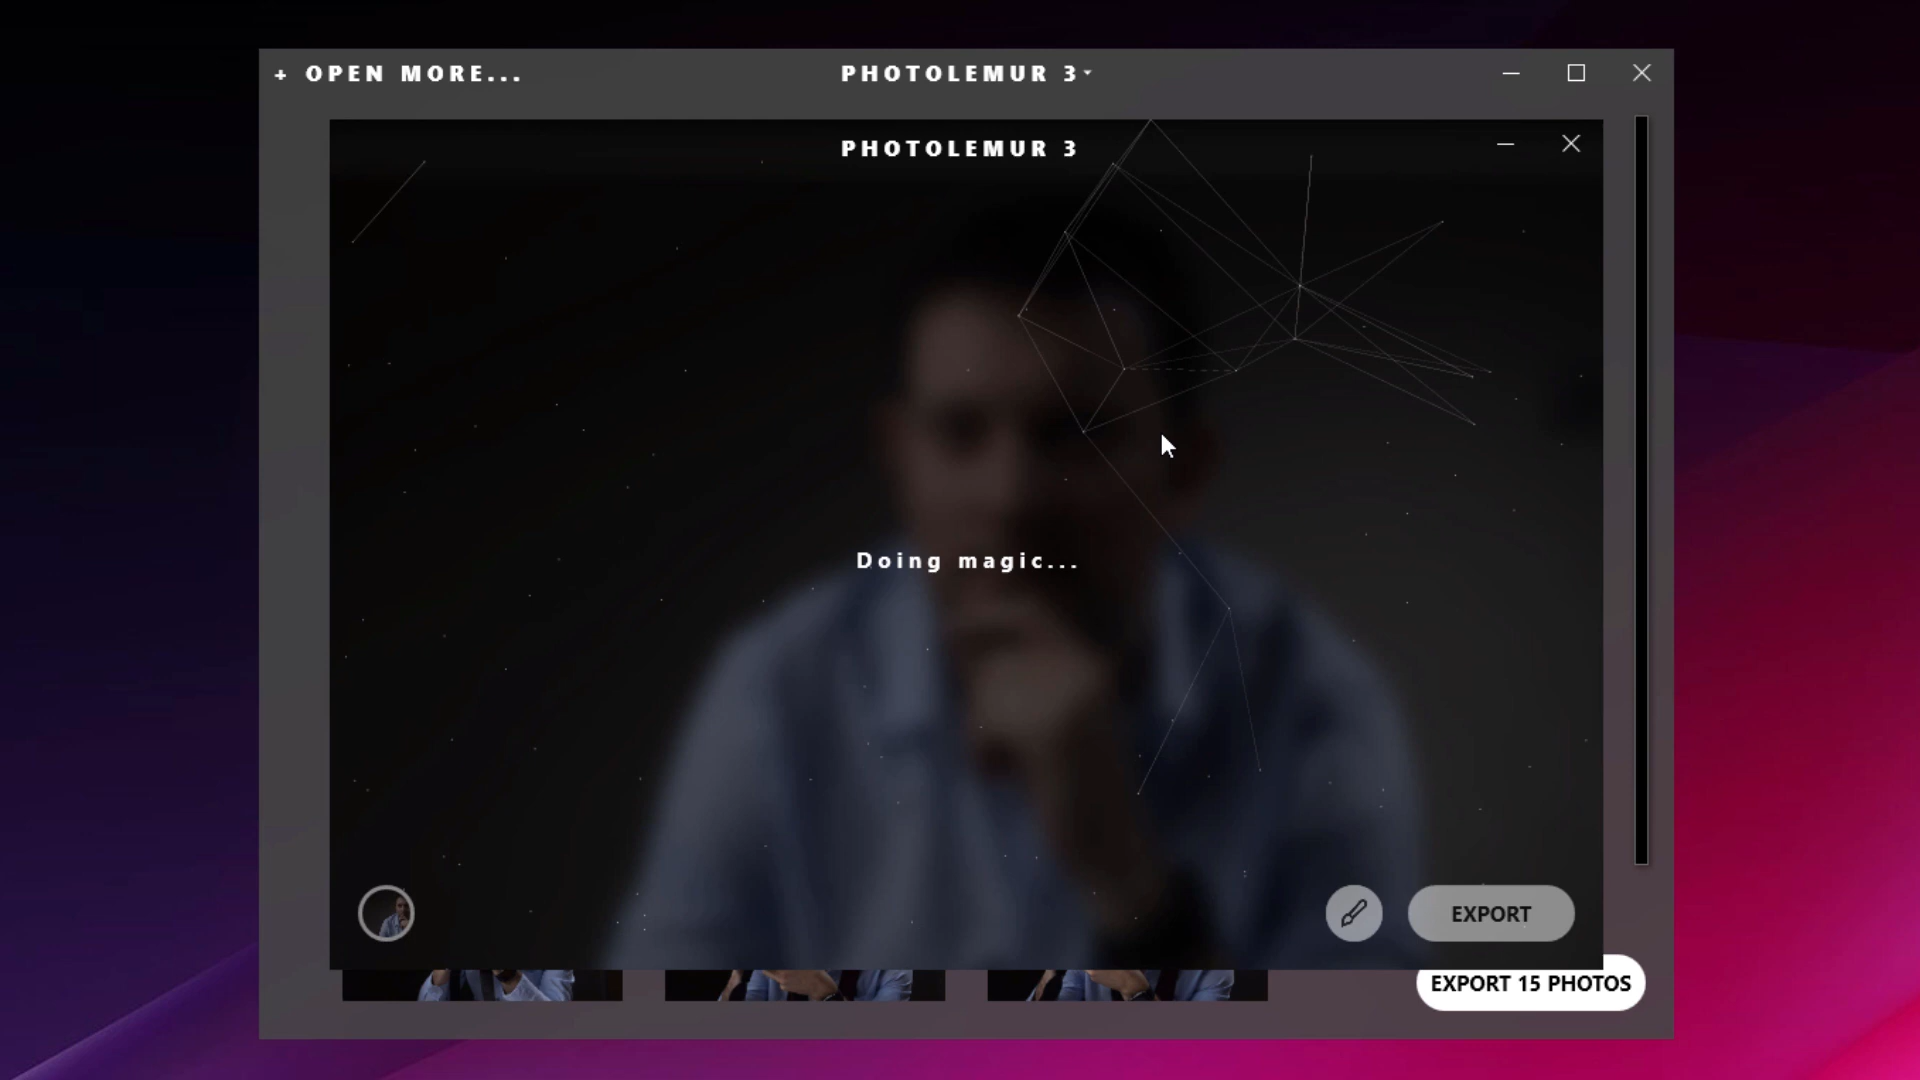 + OPEN MORE...
PHOTOLEMUR 3
PHOTOLEMUR 3
Doing magic...
EXPORT
EXPORT 15 PHOTOS